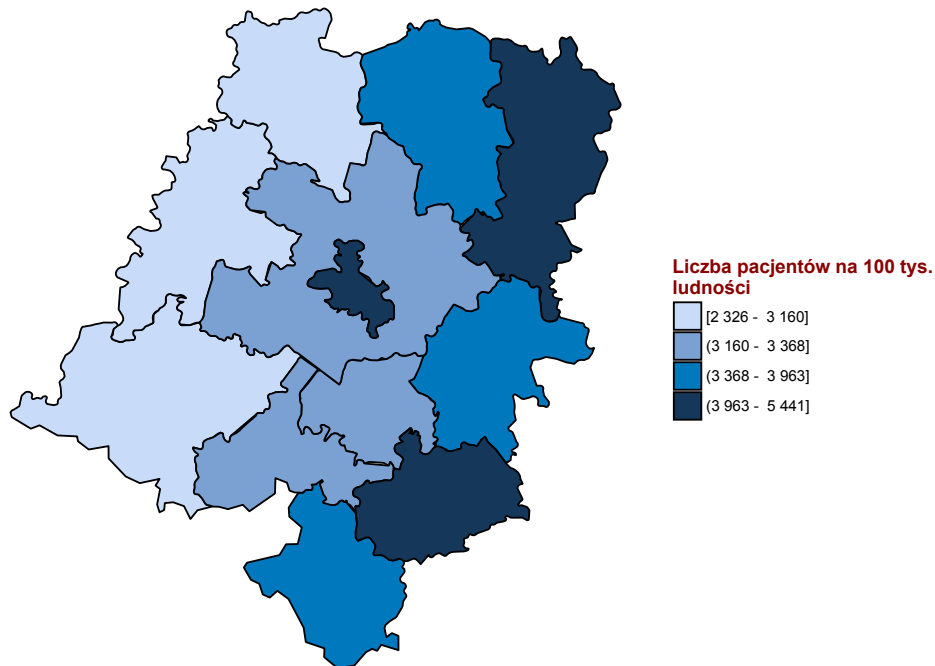 Liczba pacjentów na 100 tys.
ludności
[2 326 - 3 160]
(3 160 - 3 368]
(3 368 - 3 963]
(3 963 - 5 441]